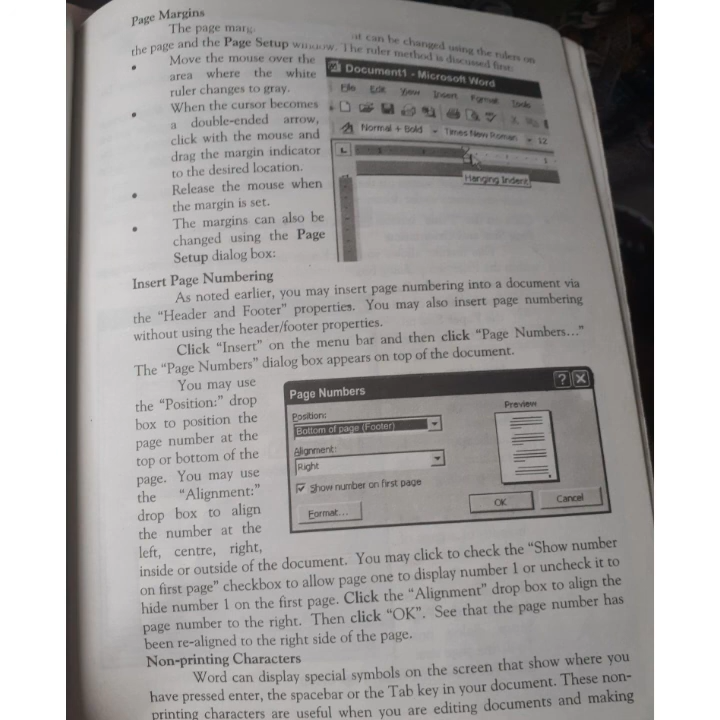 Page Margins
The page
at can be changed using the rulers on
the page and the Page Setup window. The ruler method is discussed first:
• Move the mouse over the
area where the white
ruler changes to gray.
• When the cursor becomes
a double-ended arrow,
click with the mouse and
drag the margin indicator
to the desired location.
• Release the mouse when
the margin is set.
• The margins can also be
changed using the Page
Setup dialog box:
Document1 - Microsoft Word
File Edit View Insert Format Tools
Normal + Bold Times New Roman 12
L
Hanging Indent
Insert Page Numbering
As noted earlier, you may insert page numbering into a document via
the "Header and Footer" properties. You may also insert page numbering
without using the header/footer properties.
Click "Insert" on the menu bar and then click "Page Numbers..."
The "Page Numbers" dialog box appears on top of the document.
You may use
the "Position:" drop
box to position the
page number at the
top or bottom of the
page. You may use
the "Alignment:"
drop box to align
the number at the
left, centre, right,
Page Numbers
? X
Position:
Bottom of page (Footer)
Alignment:
Right
Show number on first page
Format...
Preview
OK
Cancel
inside or outside of the document. You may click to check the "Show number
on first page" checkbox to allow page one to display number 1 or uncheck it to
hide number 1 on the first page. Click the "Alignment" drop box to align the
page number to the right. Then click "OK". See that the page number has
been re-aligned to the right side of the page.
Non-printing Characters
Word can display special symbols on the screen that show where you
have pressed enter, the spacebar or the Tab key in your document. These non-
printing characters are useful when you are editing documents and making